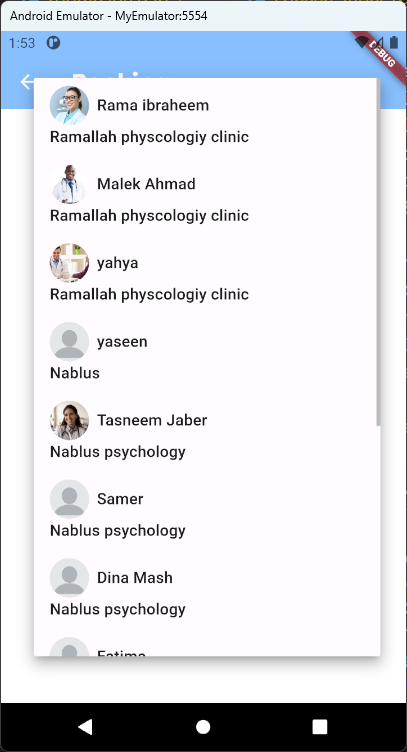 Android Emulator - MyEmulator:5554
1:53
DEBUG
Rama ibraheem
Ramallah physcologiy clinic
Malek Ahmad
Ramallah physcologiy clinic
yahya
Ramallah physcologiy clinic
yaseen
Nablus
Tasneem Jaber
Nablus psychology
Samer
Nablus psychology
Dina Mash
Nablus psychology
Fatima